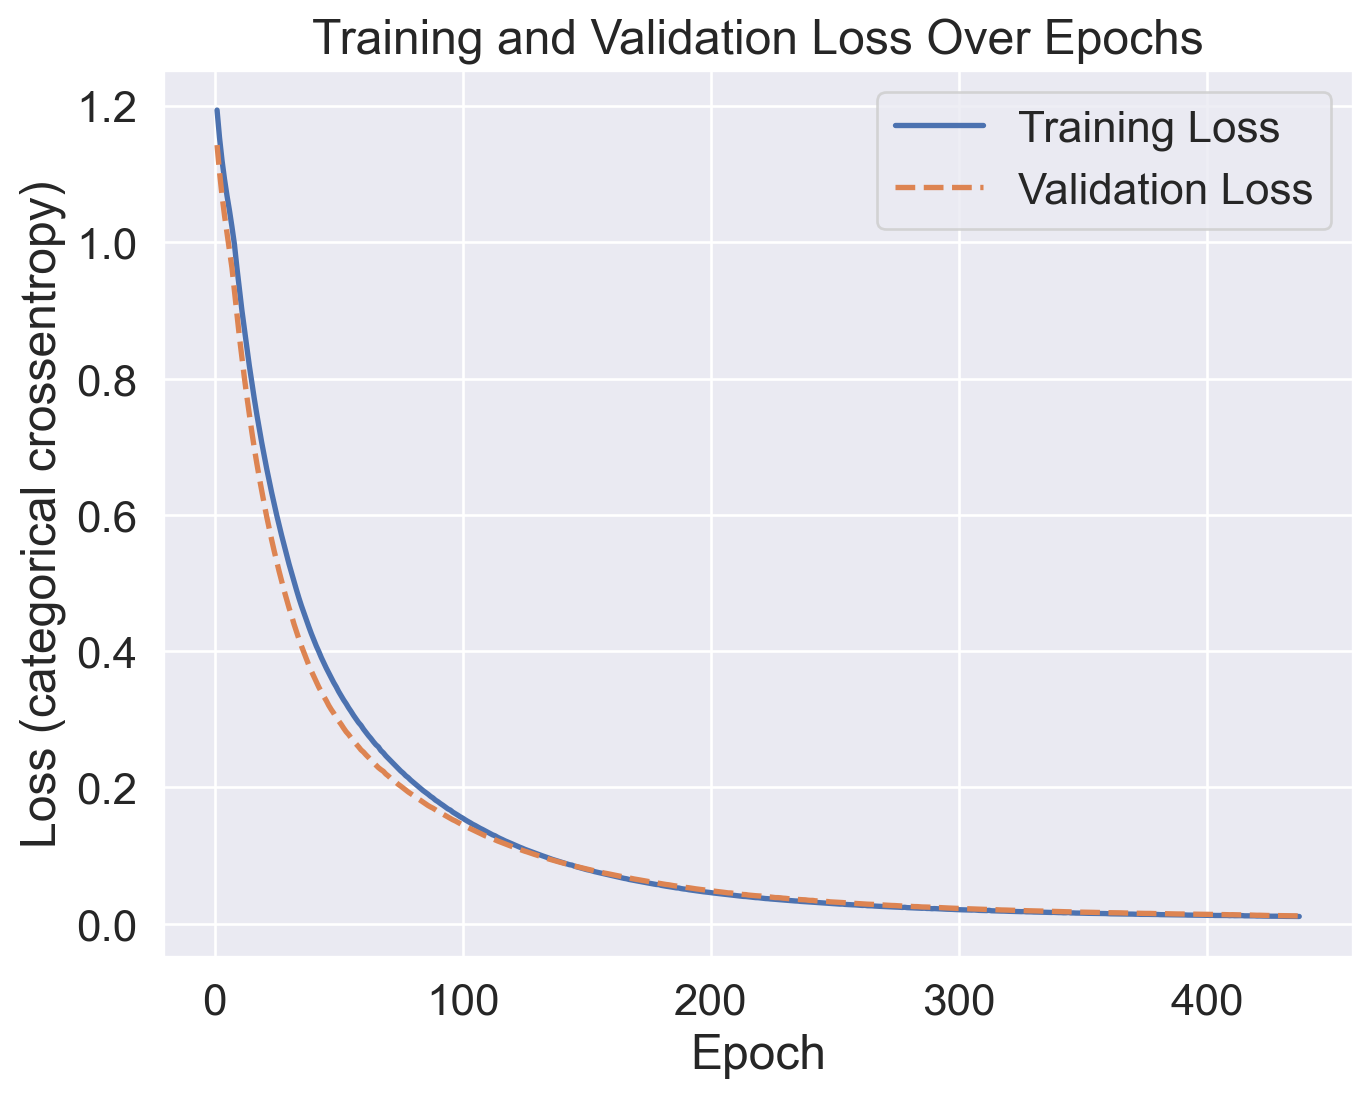 Training and Validation Loss Over Epochs
Training Loss
Validation Loss
Loss (categorical crossentropy)
1.2
1.0
0.8
0.6
0.4
0.2
0.0
0 100 200 300 400
Epoch